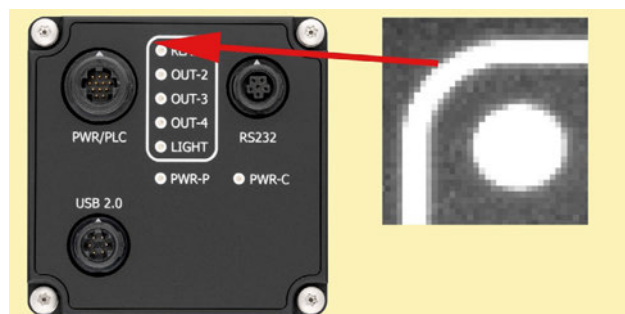 OUT-2
OUT-3
PWR/PLC
OUT-4
RS232
LIGHT
PWR-P
PWR-C
USB 2.0